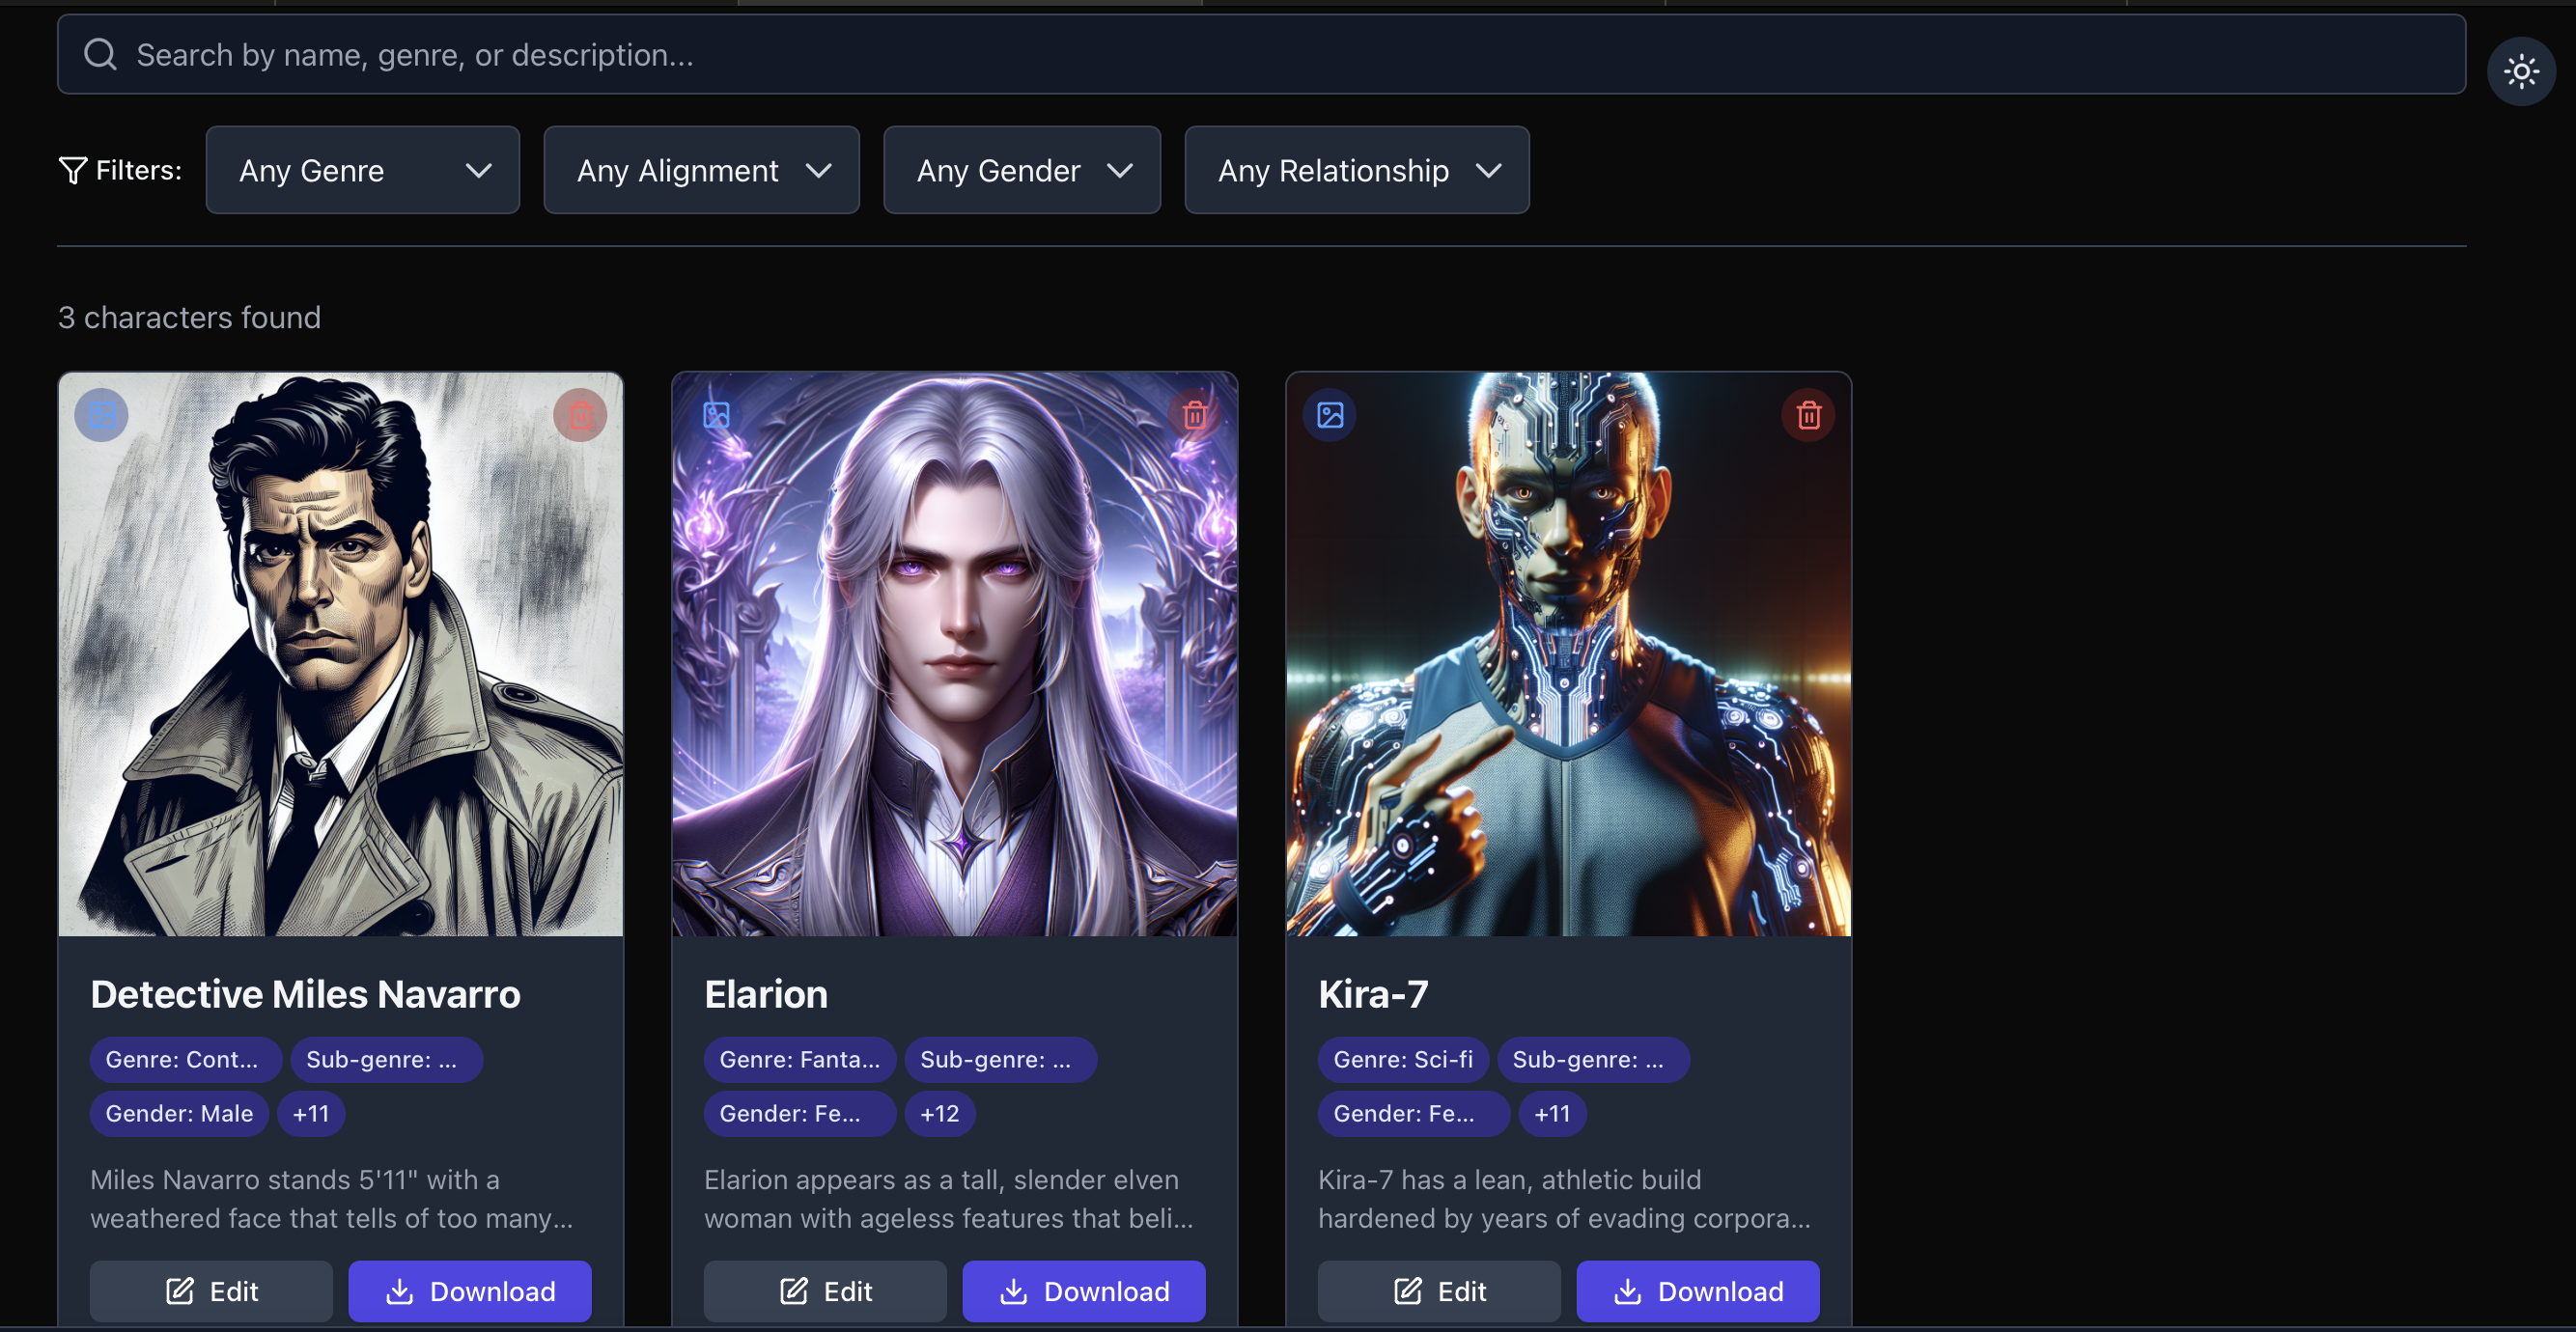 Search by name, genre, or description...
Filters:
Any Genre
Any Alignment
Any Gender
Any Relationship
3 characters found
Detective Miles Navarro
Genre: Cont...
Sub-genre: ...
Gender: Male
+11
Miles Navarro stands 5'11" with a
weathered face that tells of too many...
Edit
Download
Elarion
Genre: Fanta...
Sub-genre: ...
Gender: Fe...
+12
Elarion appears as a tall, slender elven
woman with ageless features that beli...
Edit
Download
Kira-7
Genre: Sci-fi
Sub-genre: ...
Gender: Fe...
+11
Kira-7 has a lean, athletic build
hardened by years of evading corpora...
Edit
Download